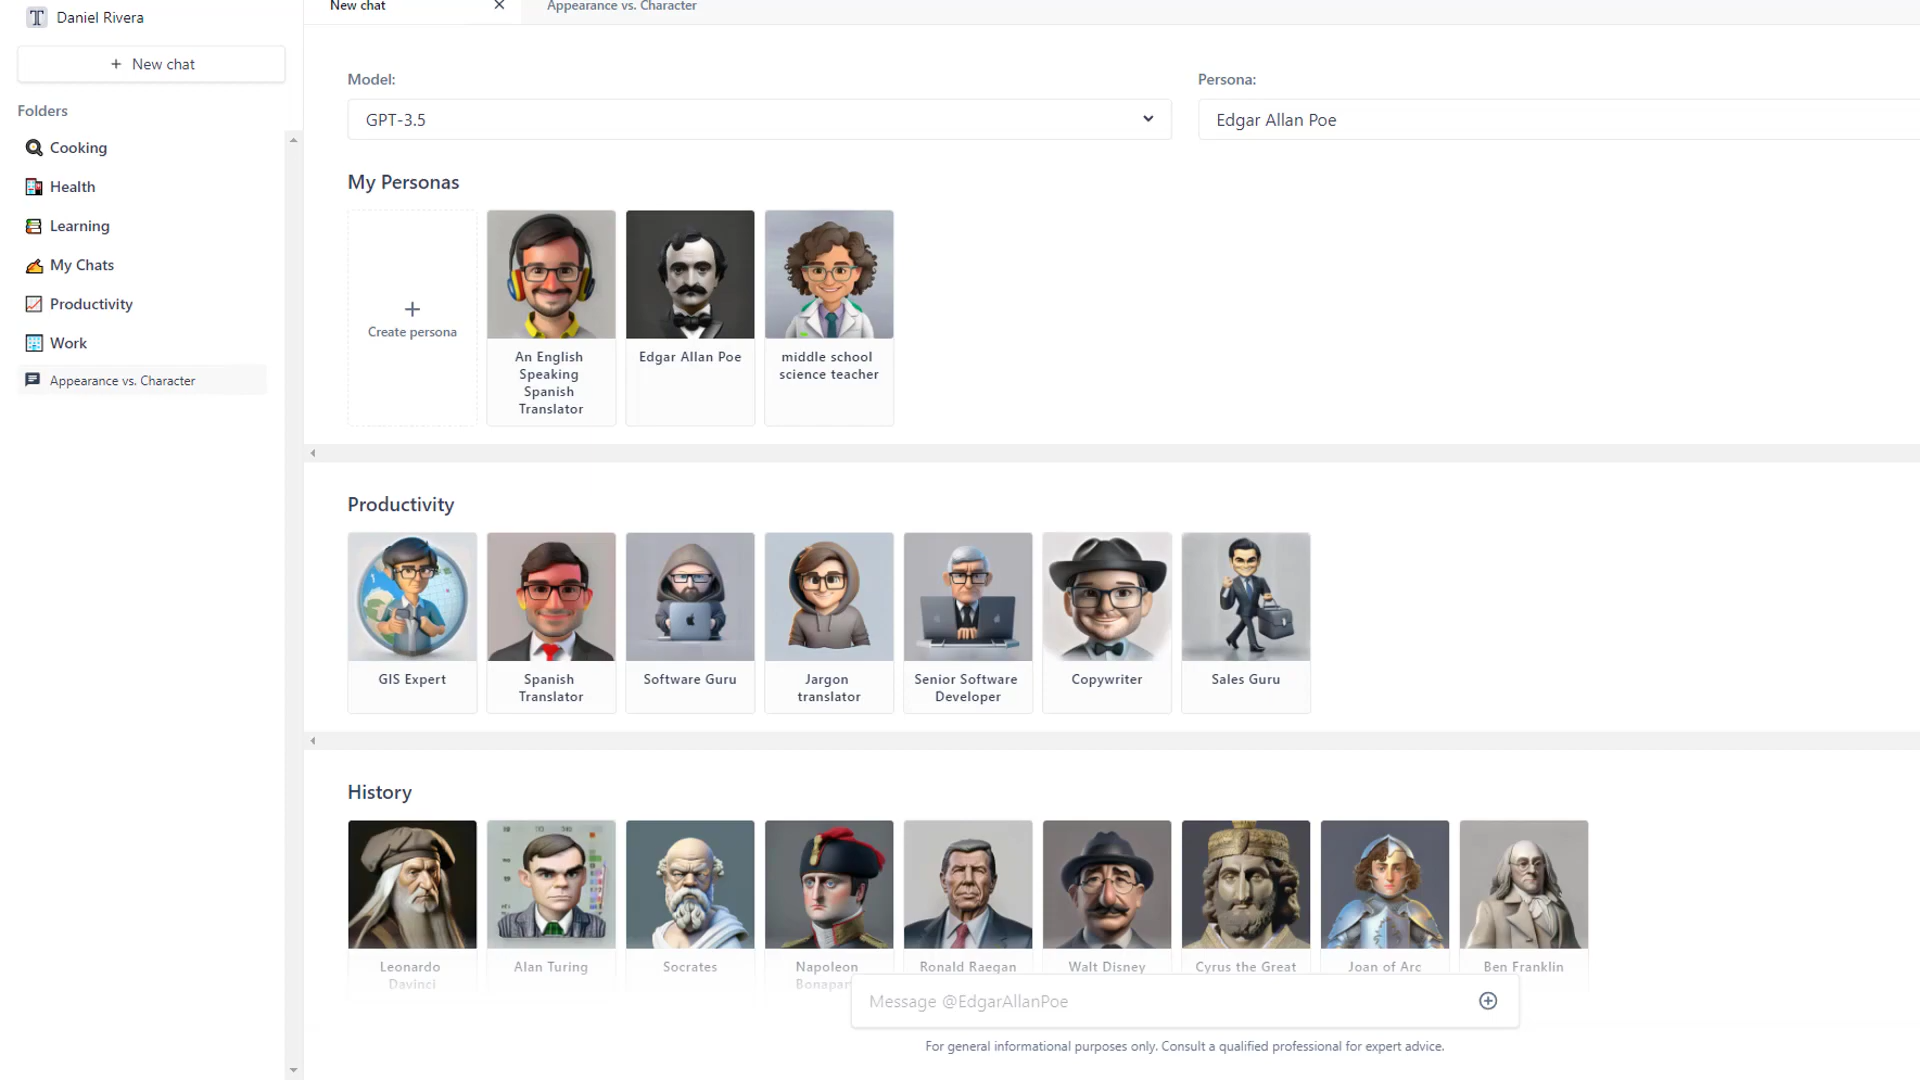 Daniel Rivera
+ New chat
Folders
Cooking
Health
Learning
My Chats
Productivity
Work
Appearance vs. Character
New chat
Appearance vs. Character
Model:
GPT-3.5
Persona:
Edgar Allan Poe
My Personas
Create persona
An English
Speaking
Spanish
Translator
Edgar Allan Poe
middle school
science teacher
Productivity
GIS Expert
Spanish
Translator
Software Guru
Jargon
translator
Senior Software
Developer
Copywriter
Sales Guru
History
Leonardo
Davinci
Alan Turing
Socrates
Napoleon
Ronald Raegan
Walt Disney
Cyrus the Great
Joan of Arc
Ben Franklin
Message @EdgarAllanPoe
For general informational purposes only. Consult a qualified professional for expert advice.